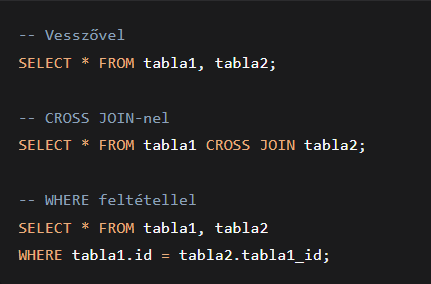 -- Vesszővel
SELECT * FROM tabla1, tabla2;
-- CROSS JOIN-nel
SELECT * FROM tabla1 CROSS JOIN tabla2;
-- WHERE feltétellel
SELECT * FROM tabla1, tabla2
WHERE tabla1.id = tabla2.tabla1_id;